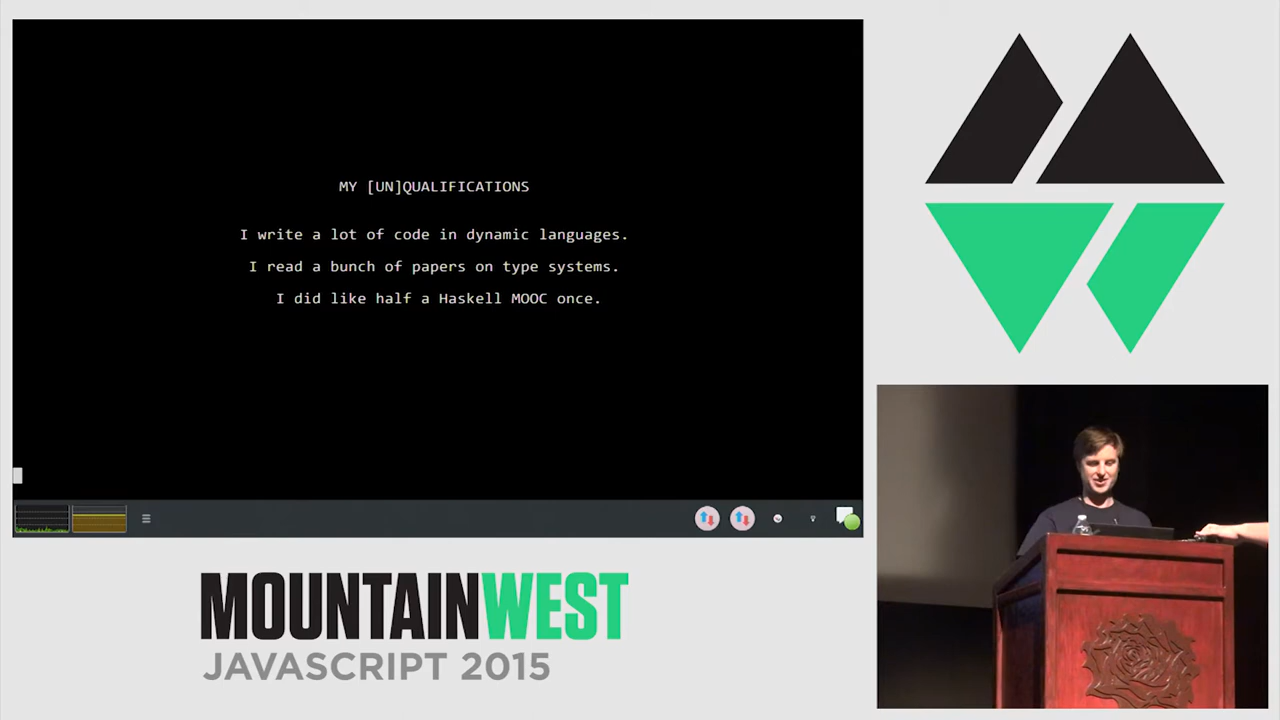 MY [UN]QUALIFICATIONS
I write a lot of code in dynamic languages.
I read a bunch of papers on type systems.
I did like half a Haskell MOOC once.
MOUNTAINWEST
JAVASCRIPT 2015